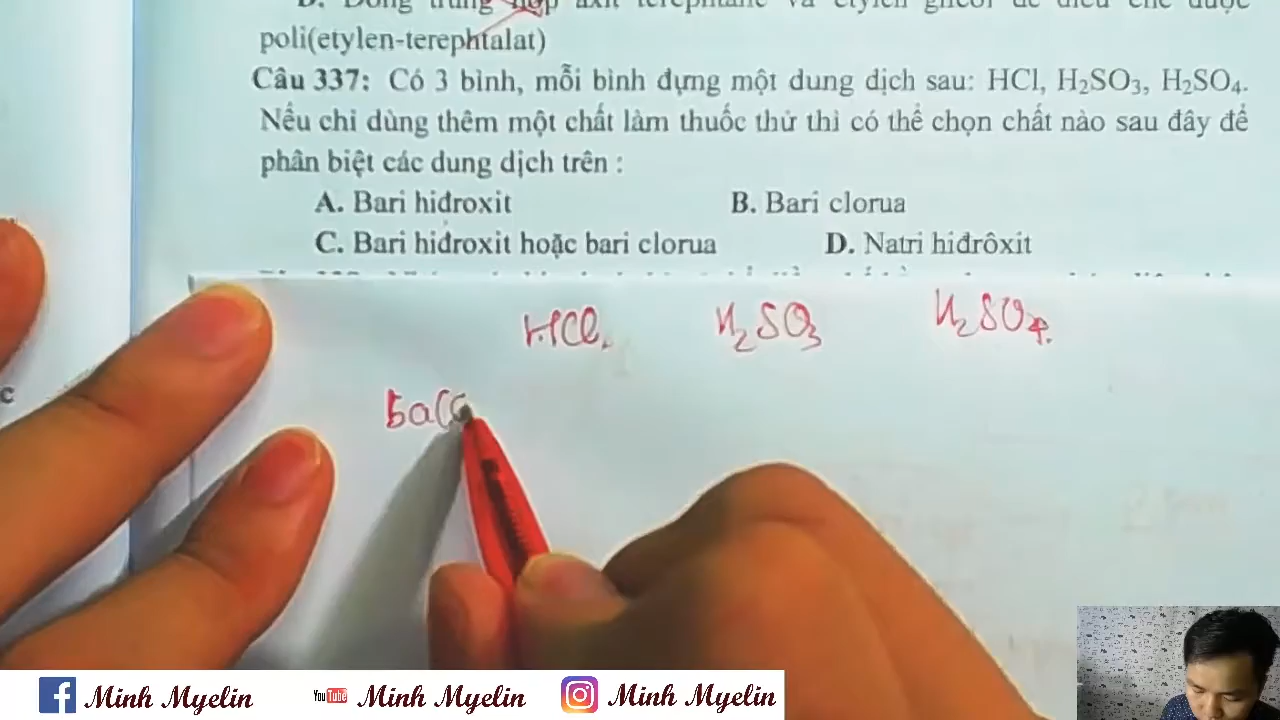 poli(etylen-terephtalat)
Câu 337: Có 3 bình, mỗi bình đựng một dung dịch sau: HCl, H₂SO₃, H₂SO₄.
Nếu chỉ dùng thêm một chất làm thuốc thử thì có thể chọn chất nào sau đây để
phân biệt các dung dịch trên :
A. Bari hiđroxit B. Bari clorua
C. Bari hiđroxit hoặc bari clorua D. Natri hiđrôxit
HCl. H₂SO₃ H₂SO₄.
c
Minh Myelin You Tube Minh Myelin Minh Myelin